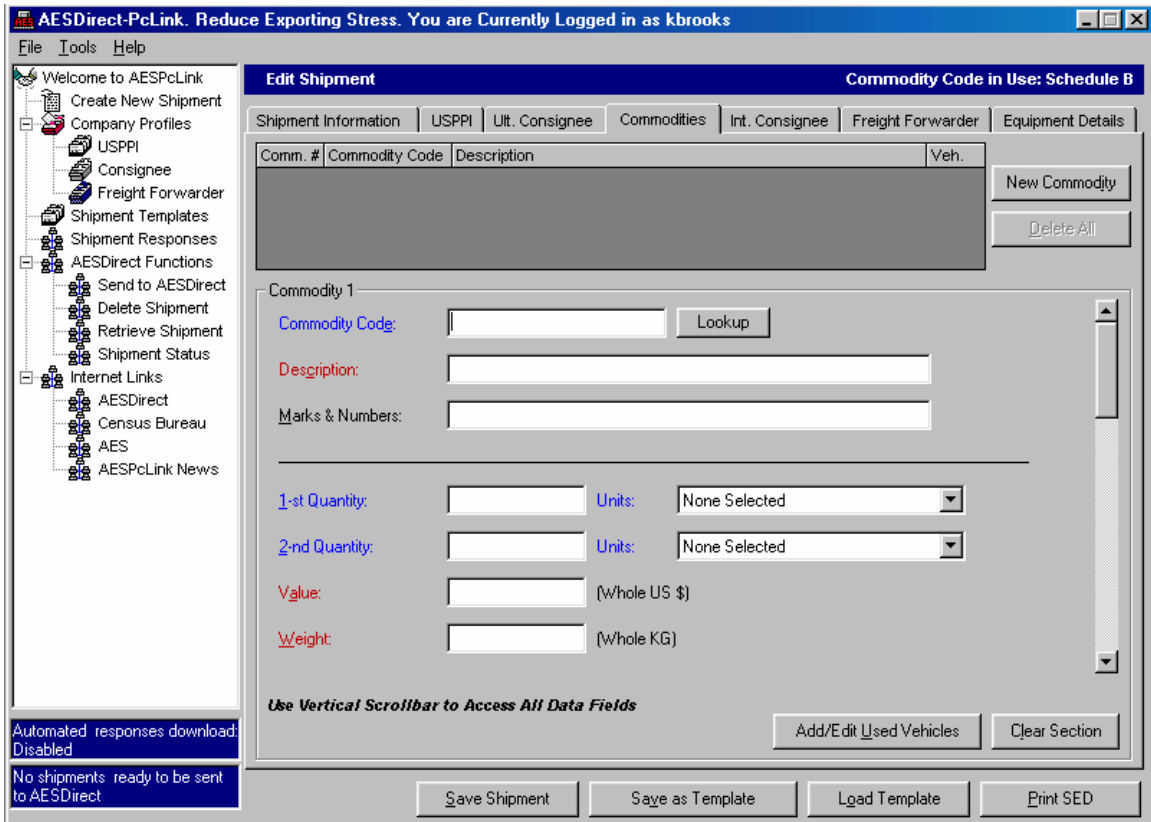 AESDirect-PcLink. Reduce Exporting Stress. You are Currently Logged in as kbrooks
File Tools Help
Welcome to AESPcLink
Create New Shipment
Company Profiles
USPPI
Consignee
Freight Forwarder
Shipment Templates
Shipment Responses
AESDirect Functions
Send to AESDirect
Delete Shipment
Retrieve Shipment
Shipment Status
Internet Links
AESDirect
Census Bureau
AES
AESPcLink News
Automated responses download:
Disabled
No shipments ready to be sent
to AESDirect
Edit Shipment Commodity Code in Use: Schedule B
Shipment Information USPPI Ult. Consignee Commodities Int. Consignee Freight Forwarder Equipment Details
Comm. # Commodity Code Description Veh.
New Commodity
Delete All
Commodity 1
Commodity Code: Lookup
Description:
Marks & Numbers:
1-st Quantity: Units: None Selected
2-nd Quantity: Units: None Selected
Value: (Whole US $)
Weight: (Whole KG)
Use Vertical Scrollbar to Access All Data Fields
Add/Edit Used Vehicles Clear Section
Save Shipment Save as Template Load Template Print SED